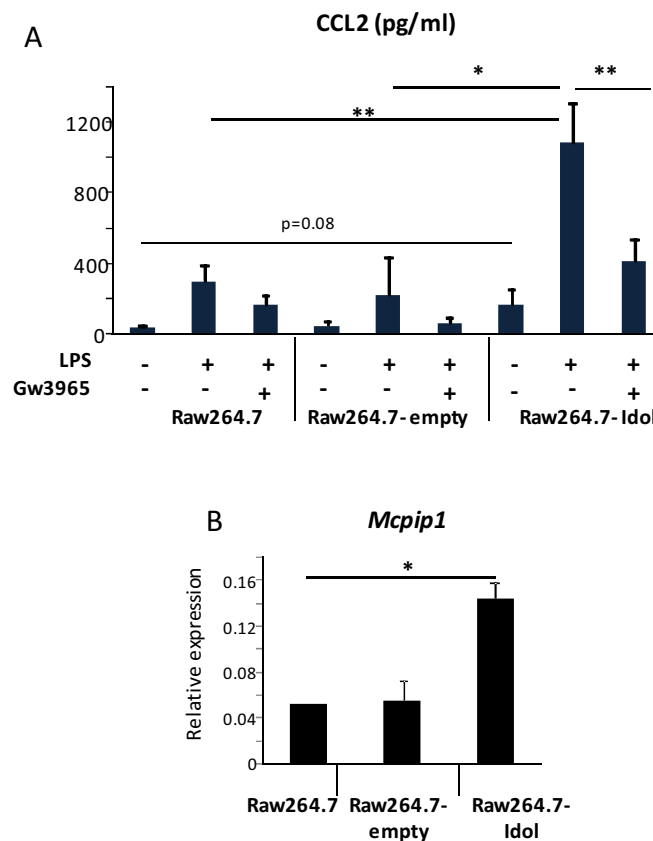 A
CCL2 (pg/ml)
* **
**
1200
800
p=0.08
400
0
LPS - + + - + + - + +
Gw3965 - - + - - + - - +
Raw264.7 Raw264.7- empty Raw264.7- Idol
B
Mcpip1
*
Relative expression
0.16
0.12
0.08
0.04
0
Raw264.7 Raw264.7- Raw264.7-
empty Idol